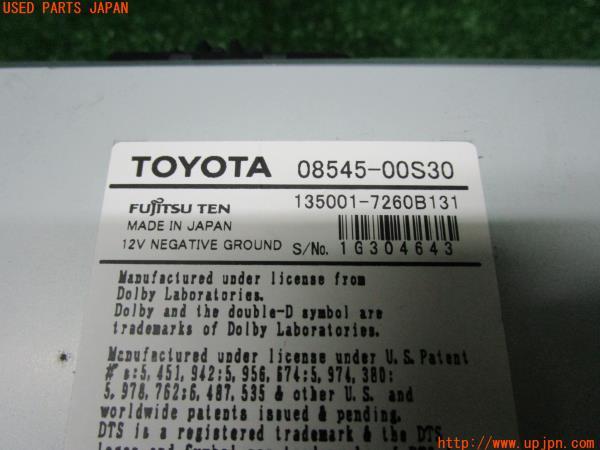 USED PARTS JAPAN
TOYOTA 08545-00S30
FUJITSU TEN 135001-7260B131
MADE IN JAPAN
12V NEGATIVE GROUND S/No. 1G304643
Manufactured under license from
Dolby Laboratories.
Dolby and the double-D symbol are
trademarks of Dolby Laboratories.
Manufactured under license under U.S. Patent
#'s:5,451,942;5,956,674;5,974,380;
5,978,762;6,487,535 & other U.S. and
worldwide patents issued & pending.
DTS is a registered trademark & the DTS
http://www.upjpn.com